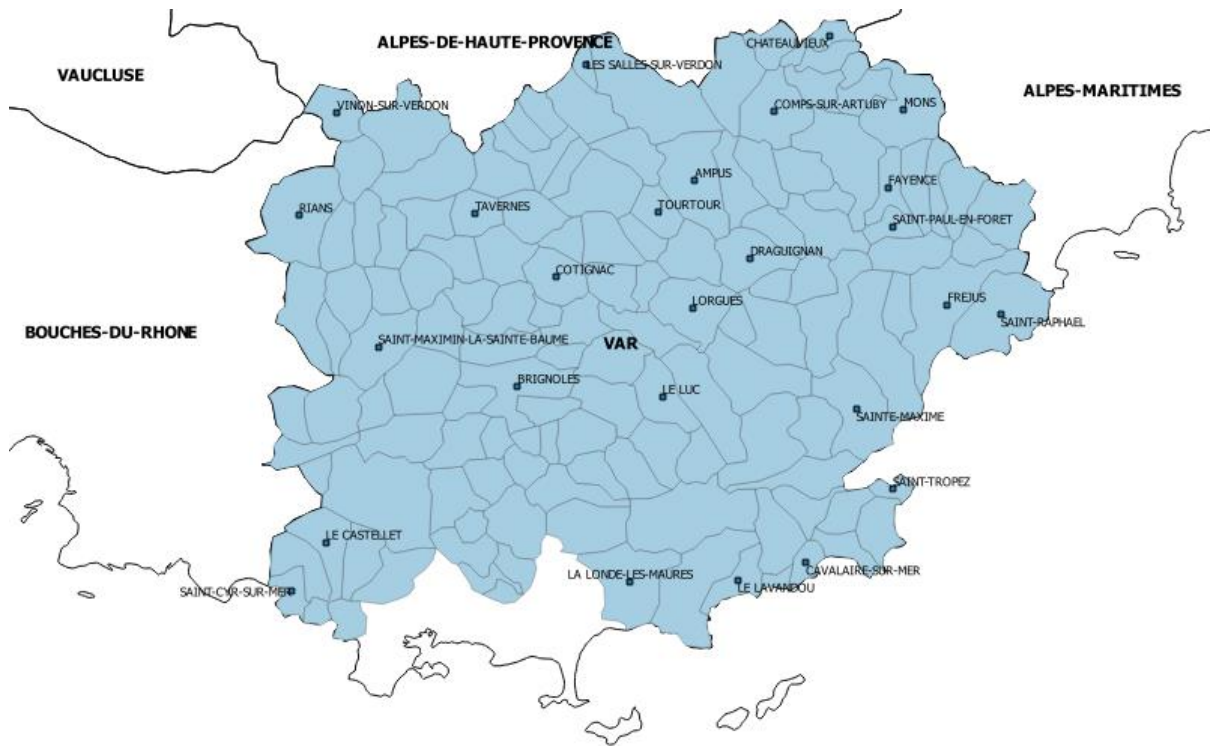 ALPES-DE-HAUTE-PROVENCE
CHATEAUVIEUX
LES SALLES-SUR-VERDON
VAUCLUSE
ALPES-MARITIMES
VINON-SUR-VERDON
COMPS-SUR-ARTUBY
MONS
AMPUS
FAYENCE
RIANS
TAVERNES
TOURTOUR
SAINT-PAUL-EN-FORET
DRAGUIGNAN
COTIGNAC
LORGUES
FREJUS
SAINT-RAPHAEL
BOUCHES-DU-RHONE
SAINT-MAXIMIN-LA-SAINTE-BAUME
VAR
BRIGNOLES
LE LUC
SAINTE-MAXIME
SAINT-TROPEZ
LE CASTELLET
LA LONDE-LES-MAURES
CAVALAIRE-SUR-MER
LE LAVANDOU
SAINT-CYR-SUR-MER